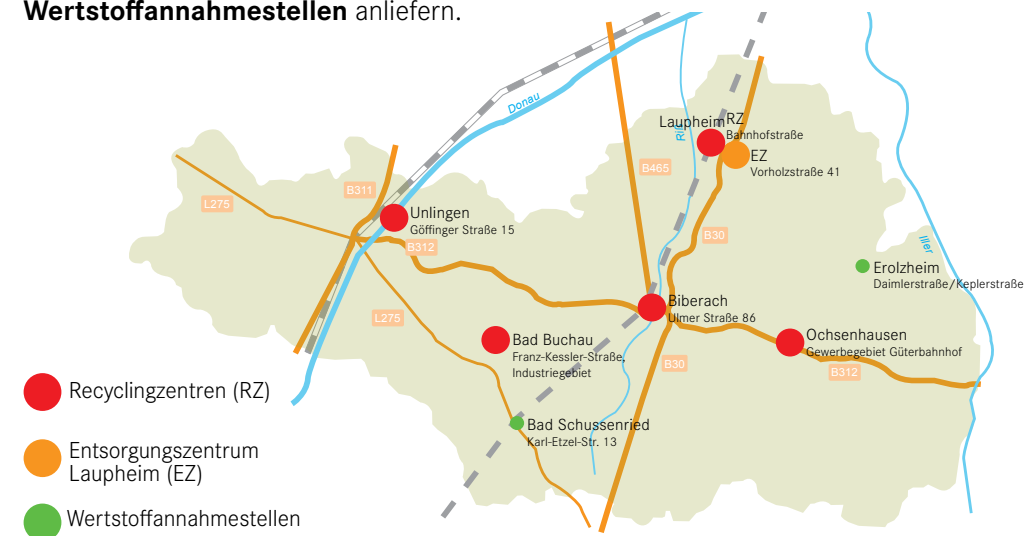 Wertstoffannahmestellen anliefern.
Donau
Laupheim
RZ
Bahnhofstraße
Riß
EZ
Vorholzstraße 41
B465
B311
L275
Unlingen
Göffinger Straße 15
B312
B30
Iller
Erolzheim
Daimlerstraße/Keplerstraße
Biberach
Ulmer Straße 86
L275
Bad Buchau
Franz-Kessler-Straße,
Industriegebiet
Ochsenhausen
Gewerbegebiet Güterbahnhof
B30
B312
Bad Schussenried
Karl-Etzel-Str. 13
Recyclingzentren (RZ)
Entsorgungszentrum
Laupheim (EZ)
Wertstoffannahmestellen